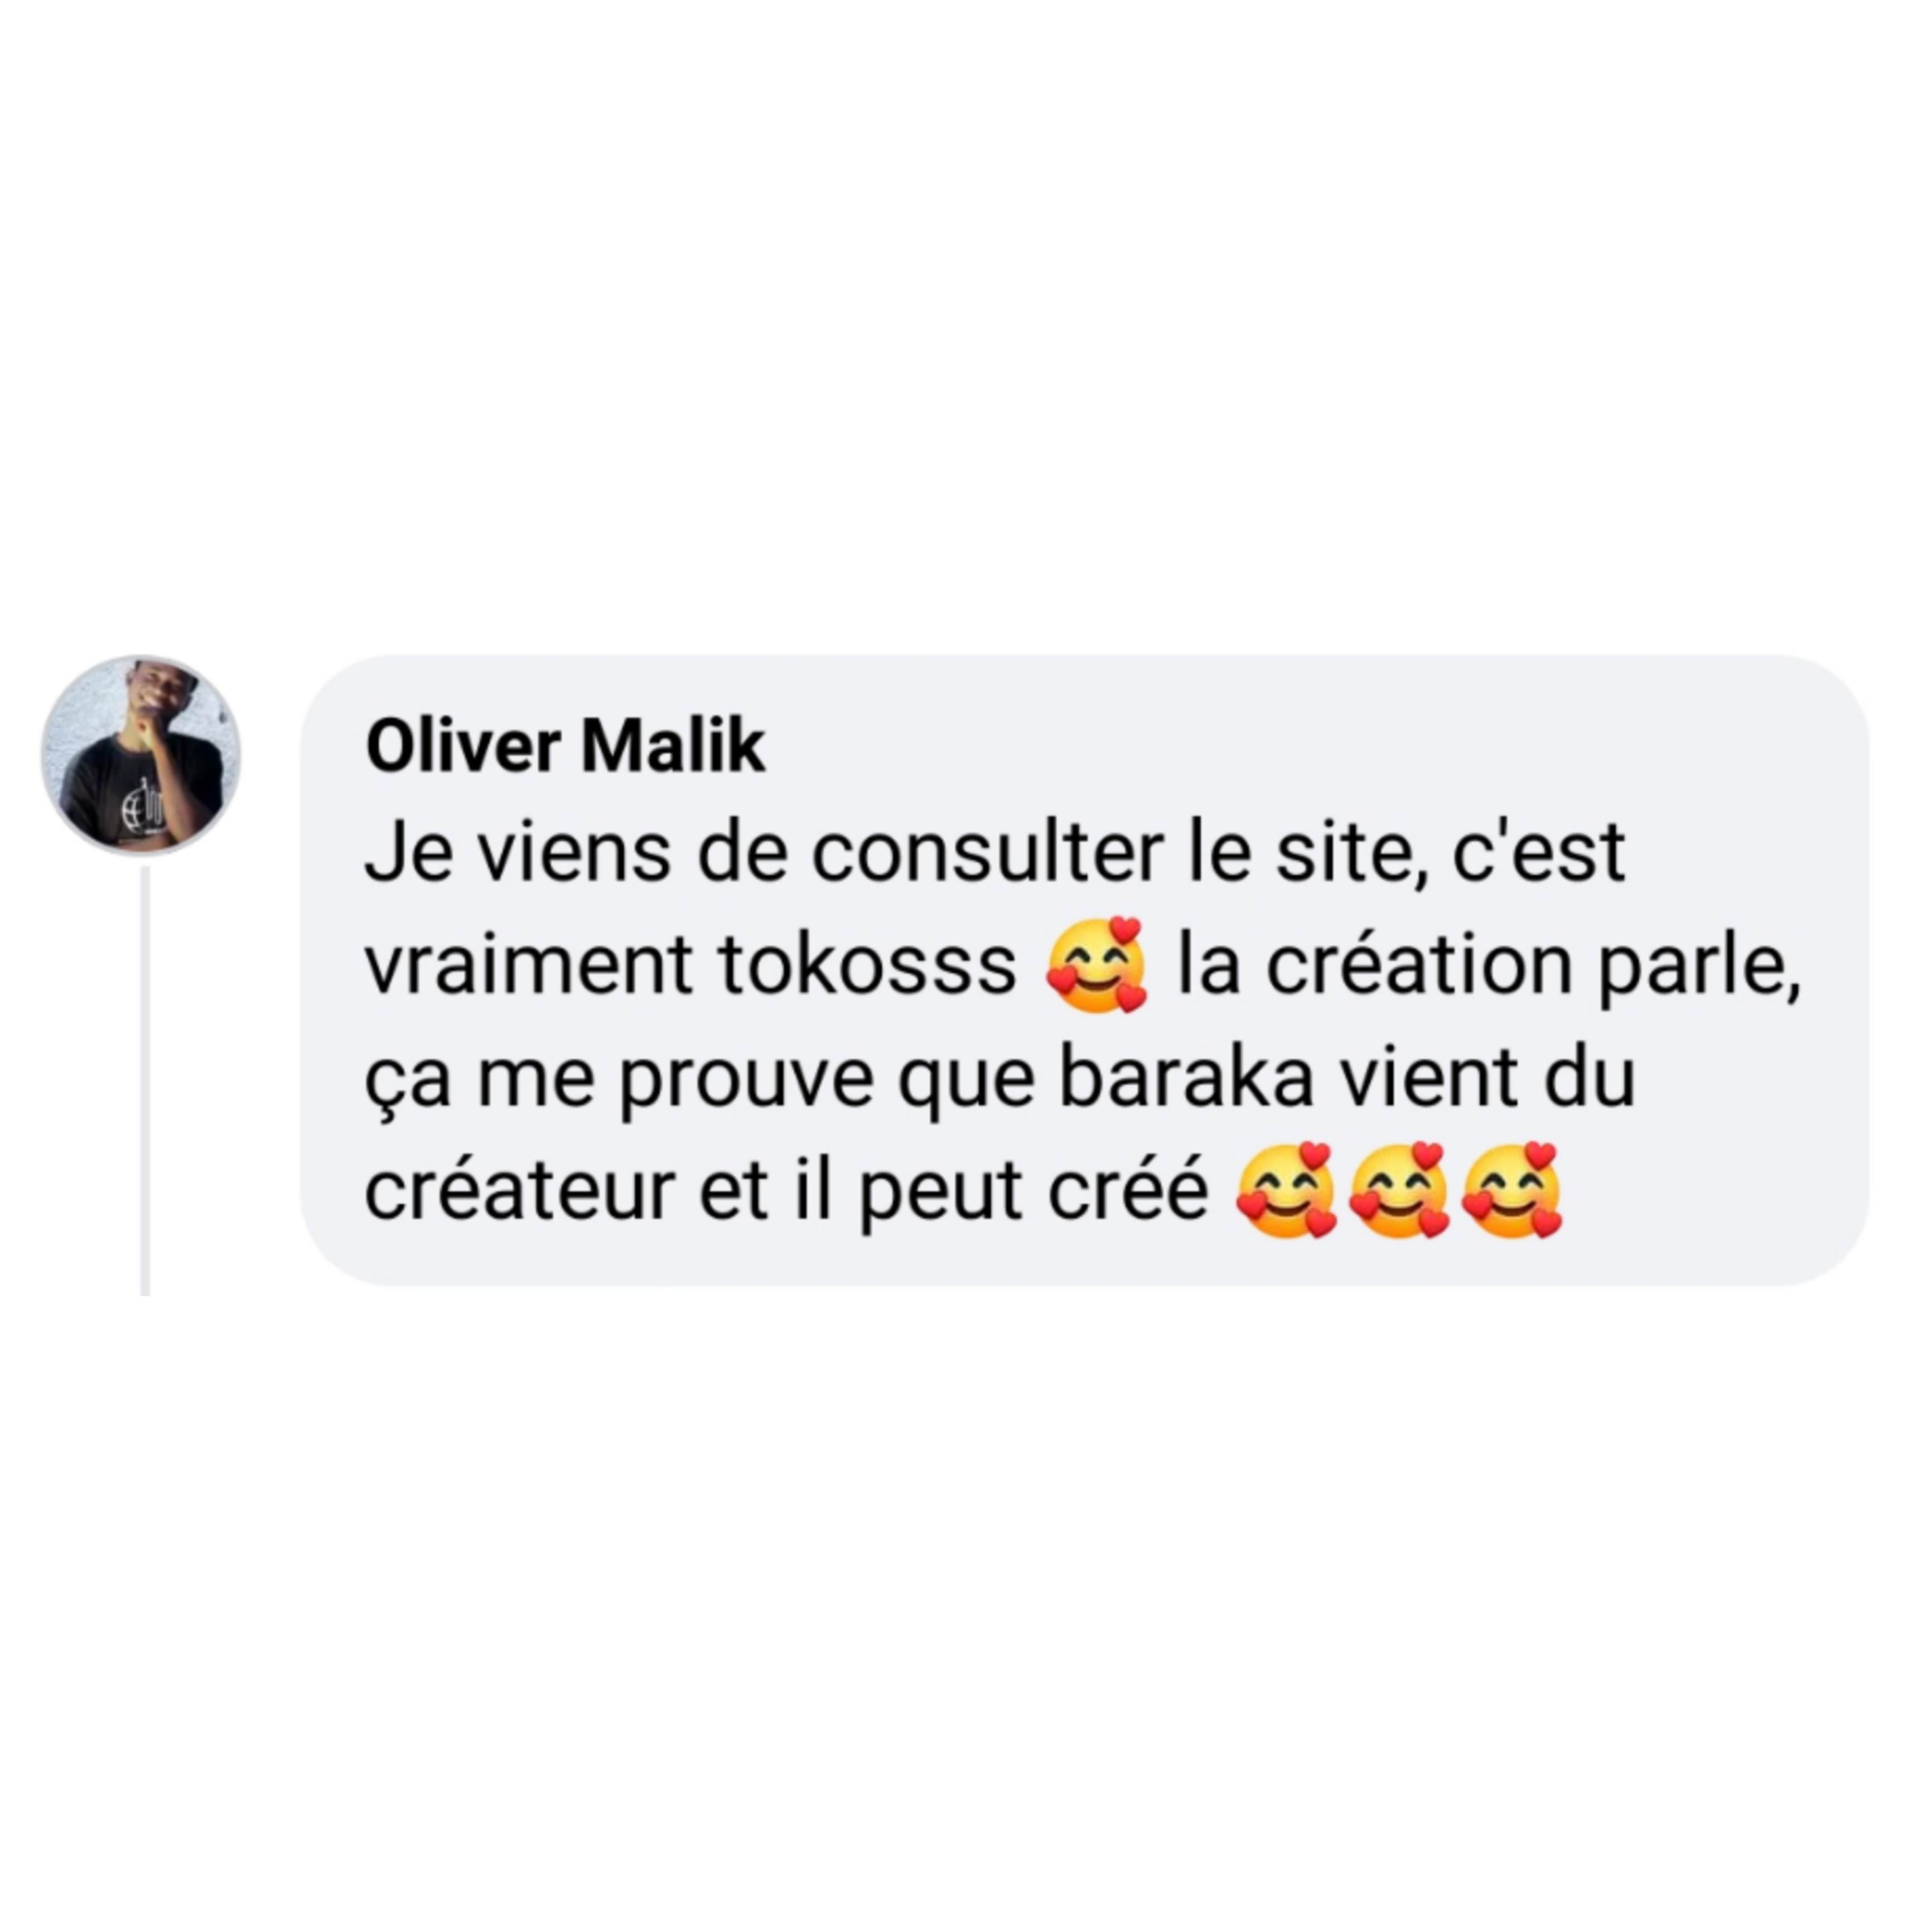 Oliver Malik
Je viens de consulter le site, c'est
vraiment tokosss 🥰 la création parle,
ça me prouve que baraka vient du
créateur et il peut créé 🥰🥰🥰